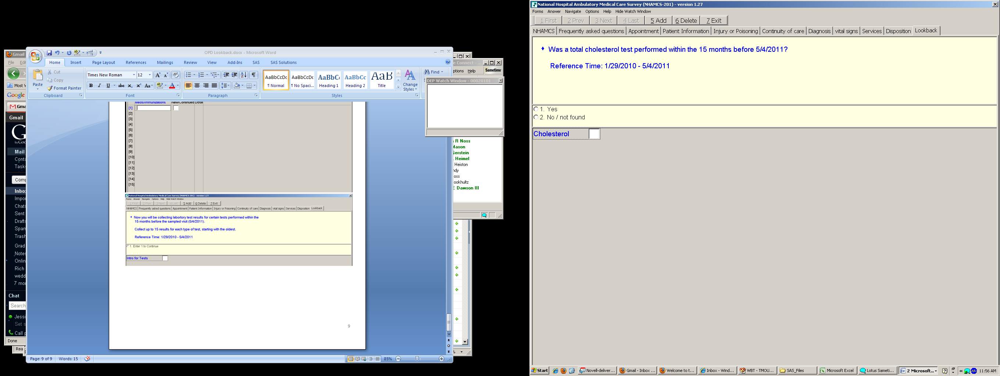 Gmail
File Edi
Most V
Google
Gma
Gmail
by Goo
Mail
Conta
Task
Comp
Inbo
Impor
Chats
Sent
Drafts
Spam
Trash
Grad
Notes
Onlin
Rich
wedd
7 mo
Chat
Search
Jessi
Set s
Call p
Done
Rea
OPD Lookback.docx - Microsoft Word
Home Insert Page Layout References Mailings Review View Add-Ins SAS SAS Solutions
Paste
Cut
Copy
Format Painter
Clipboard
Times New Roman 12
Font
Paragraph
AaBbCcDc AaBbCcDc AaBbC AaBbCc AaB
¶ Normal ¶ No Spaci... Heading 1 Heading 2 Title
Change Styles
Styles
Find
Meds/Immunizations New/Continued Dose
[1]
[2]
[3]
[4]
[5]
[6]
[7]
[8]
[9]
[10]
[11]
[12]
[13]
[14]
[15]
National Hospital Ambulatory Medical Care Survey (NHAMCS-201) - version 1.27
Forms Answer Navigate Options Help Hide Watch Window
1 First 2 Prev 3 Next 4 Last 5 Add 6 Delete 7 Exit
NHAMCS Frequently asked questions Appointment Patient Information Injury or Poisoning Continuity of care Diagnosis vital signs Services Disposition Lookback
Now you will be collecting labortory test results for certain tests performed within the
15 months before the sampled visit (5/4/2011).
Collect up to 15 results for each type of test, starting with the oldest.
Reference Time: 1/29/2010 - 5/4/2011
1. Enter 1 to Continue
Intro for Tests
9
Page: 9 of 9 Words: 15 85%
e Connect - ...
ptions Help Sametime
DEP Watch Window - 00020101
R Noss
Mason
Gerstein
Heimel
Heiston
ndy
oss
ookhultz
E Dawson III
National Hospital Ambulatory Medical Care Survey (NHAMCS-201) - version 1.27
Forms Answer Navigate Options Help Hide Watch Window
1 First 2 Prev 3 Next 4 Last 5 Add 6 Delete 7 Exit
NHAMCS Frequently asked questions Appointment Patient Information Injury or Poisoning Continuity of care Diagnosis vital signs Services Disposition Lookback
Was a total cholesterol test performed within the 15 months before 5/4/2011?
Reference Time: 1/29/2010 - 5/4/2011
1. Yes
2. No / not found
Cholesterol
Start Novell-deliver... Gmail - Inbox ... Welcome to t... Inbox - Wind... WBT - TMOU... SAS_Files Microsoft Excel Lotus Sameti... 2 Microsoft... 11:56 AM